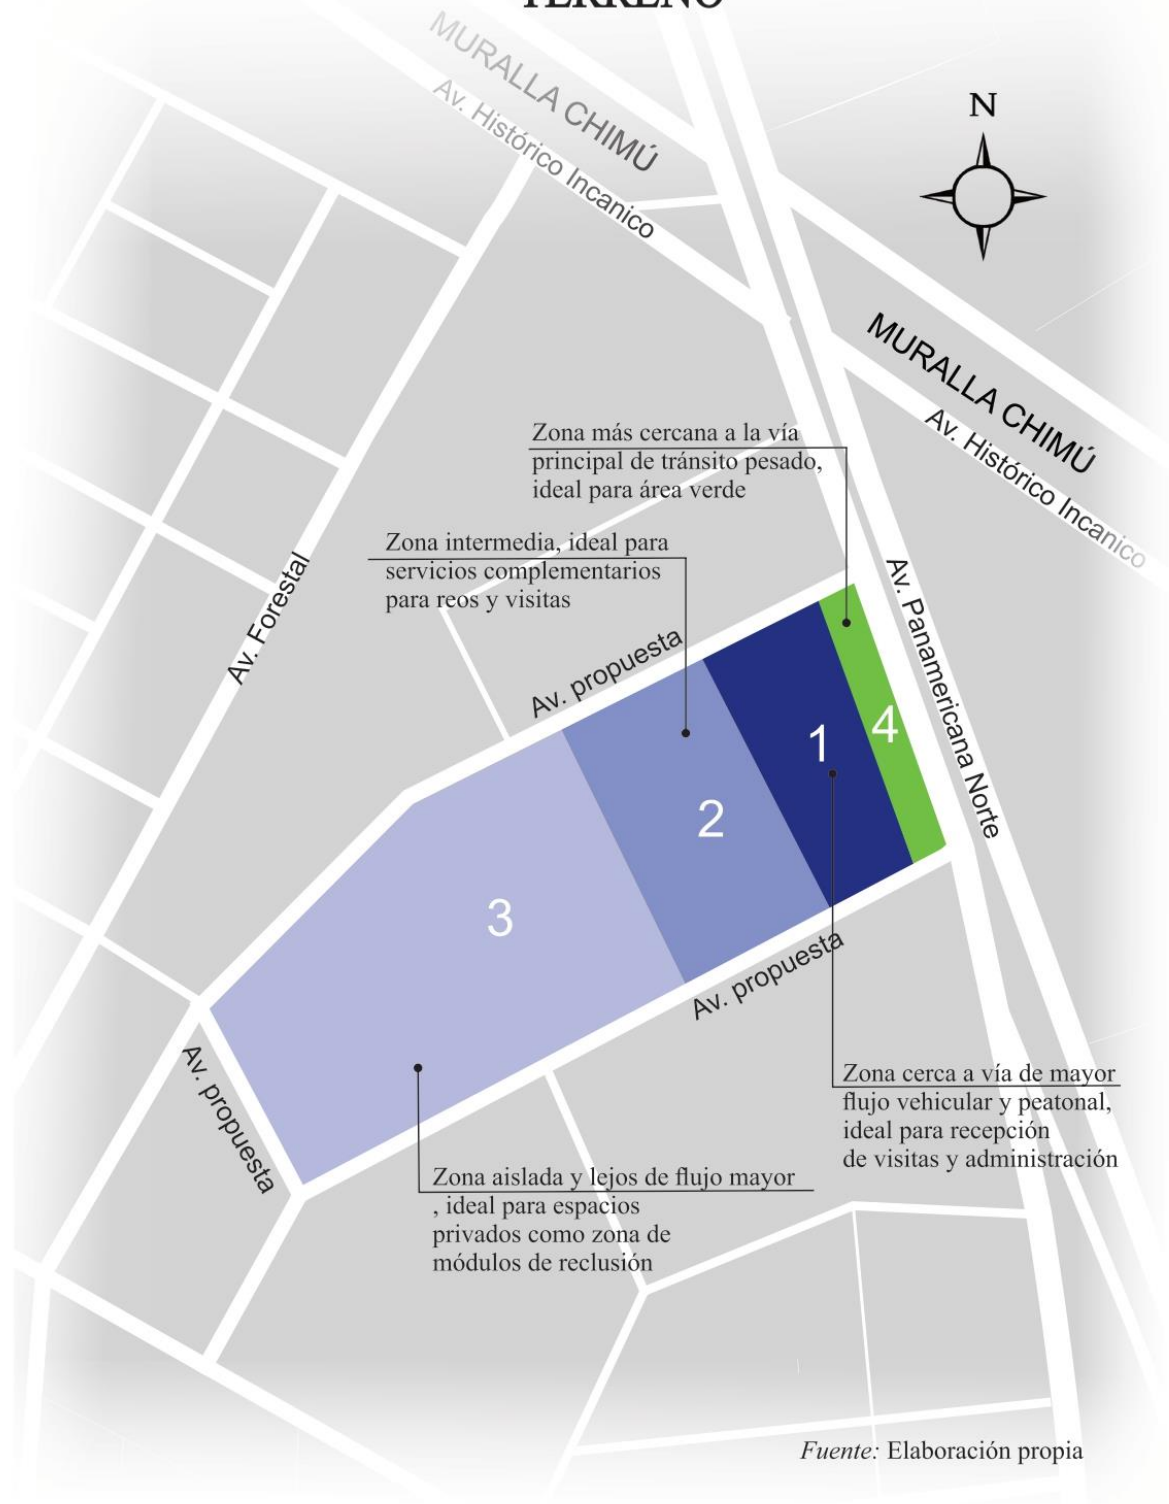 TERRENO
MURALLA CHIMÚ
Av. Histórico Incanico
N
MURALLA CHIMÚ
Av. Histórico Incanico
Zona más cercana a la vía
principal de tránsito pesado,
ideal para área verde
Zona intermedia, ideal para
servicios complementarios
para reos y visitas
Av. Forestal
Av. propuesta
Av. Panamericana Norte
1
4
2
3
Av. propuesta
Av. propuesta
Zona cerca a vía de mayor
flujo vehicular y peatonal,
ideal para recepción
de visitas y administración
Zona aislada y lejos de flujo mayor
, ideal para espacios
privados como zona de
módulos de reclusión
Fuente: Elaboración propia